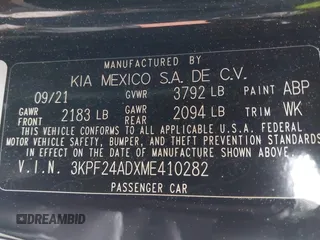 MANUFACTURED BY
KIA MEXICO S.A. DE C.V.
09/21 GVWR 3792 LB PAINT ABP
GAWR FRONT 2183 LB GAWR REAR 2094 LB TRIM WK
THIS VEHICLE CONFORMS TO ALL APPLICABLE U.S.A. FEDERAL
MOTOR VEHICLE SAFETY, BUMPER, AND THEFT PREVENTION STANDARDS
IN EFFECT ON THE DATE OF MANUFACTURE SHOWN ABOVE.
V.I.N. 3KPF24ADXME410282
PASSENGER CAR
DREAMBID